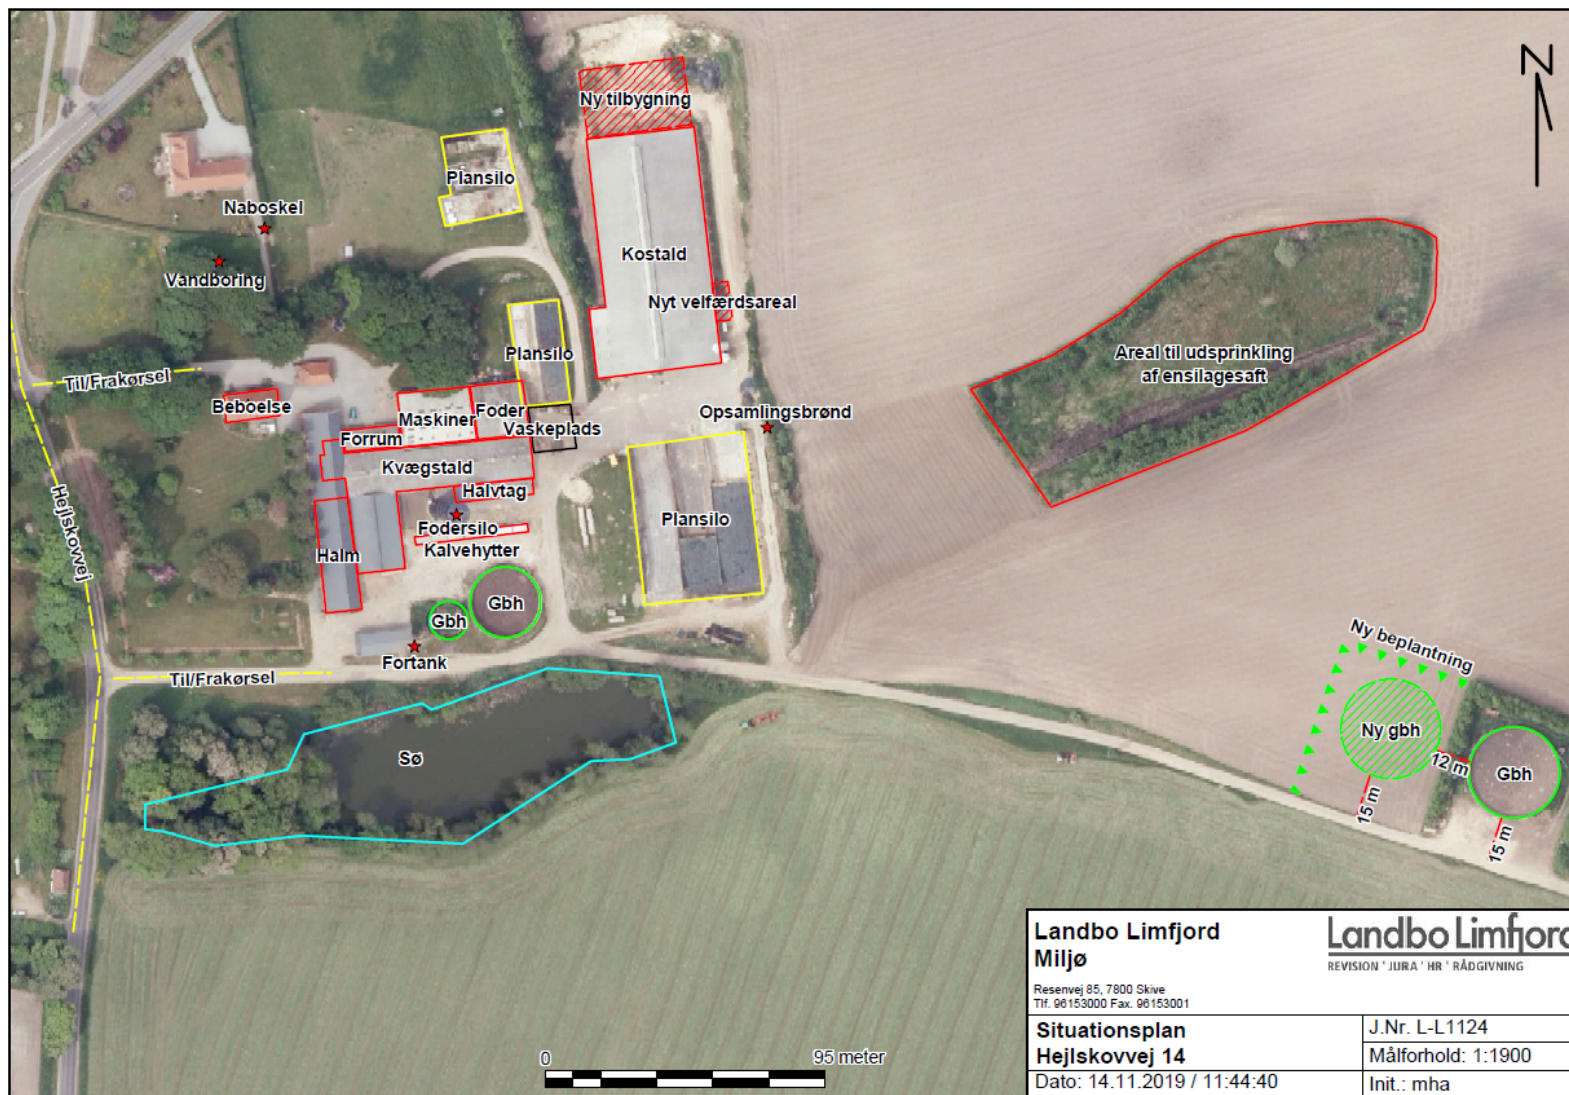 N
Ny tilbygning
Plansilo
Naboskel
Kostald
Vandboring
Nyt velfærdsareal
Plansilo
Areal til udsprinkling
af ensilagesaft
Til/Frakørsel
Beboelse
Maskiner
Foder
Opsamlingsbrønd
Vaskeplads
Forrum
Kvægstald
Halvtag
Hejlskovvej
Fodersilo
Plansilo
Kalvehytter
Halm
Gbh
Gbh
Fortank
Til/Frakørsel
Ny beplantning
Sø
Ny gbh
12 m
Gbh
15 m
15 m
0
95 meter
Landbo Limfjord
Miljø
Resenvej 85, 7800 Skive
Tlf. 96153000 Fax. 96153001
Landbo Limfjord
REVISION ' JURA ' HR ' RÅDGIVNING
Situationsplan
Hejlskovvej 14
Dato: 14.11.2019 / 11:44:40
J.Nr. L-L1124
Målforhold: 1:1900
Init.: mha